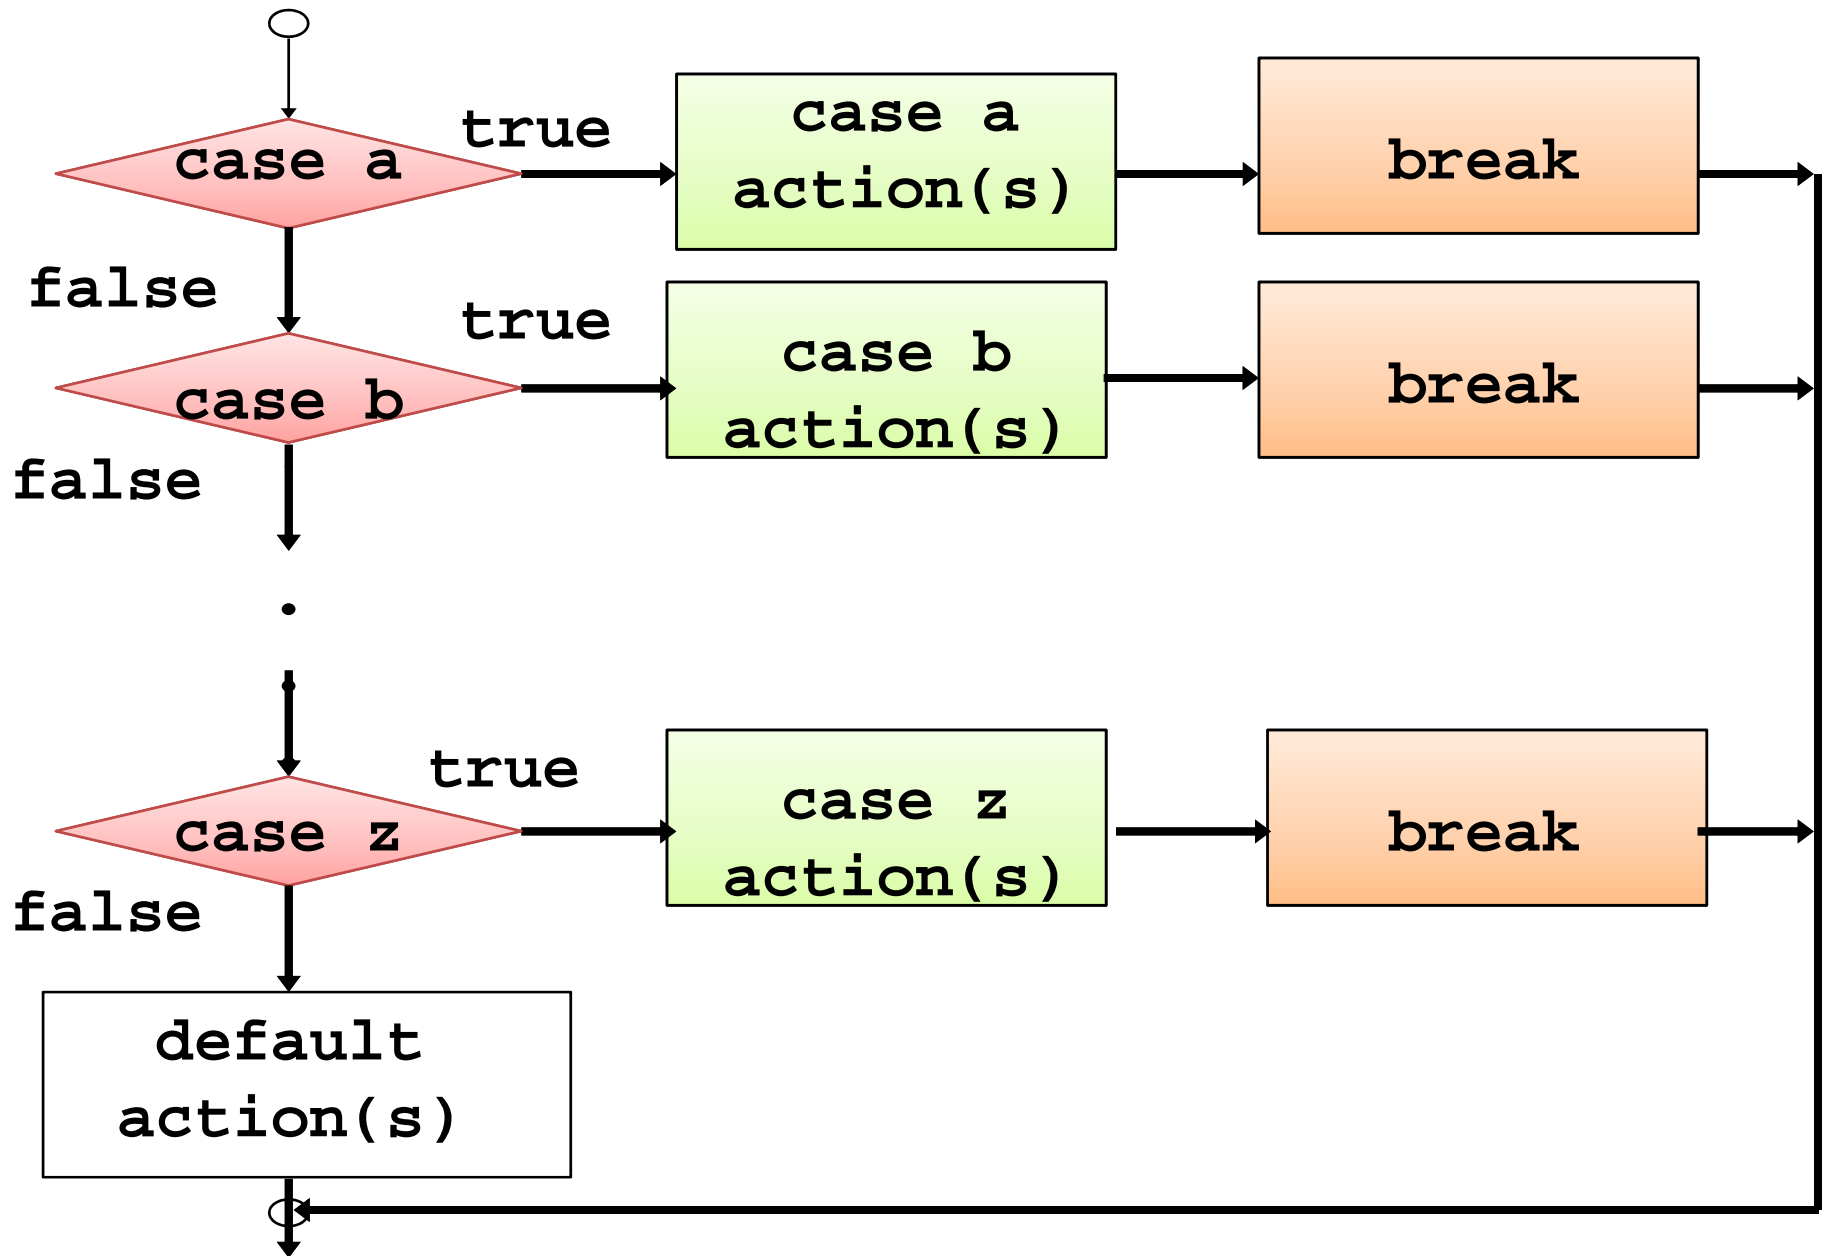 case a
true
case a
action(s)
break
false
case b
true
case b
action(s)
break
false
.
.
.
case z
true
case z
action(s)
break
false
default
action(s)